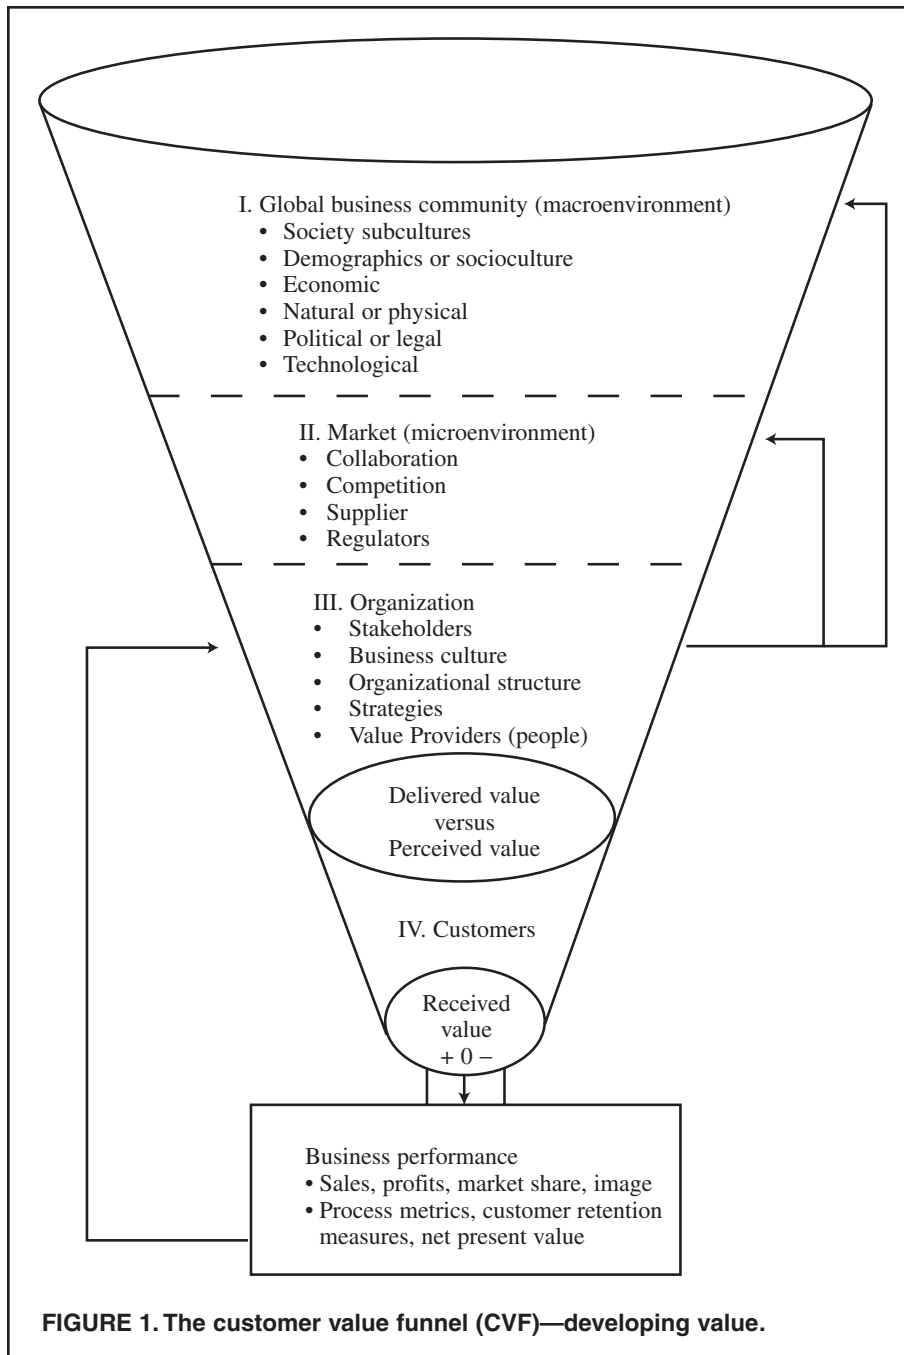 I. Global business community (macroenvironment)
• Society subcultures
• Demographics or socioculture
• Economic
• Natural or physical
• Political or legal
• Technological
II. Market (microenvironment)
• Collaboration
• Competition
• Supplier
• Regulators
III. Organization
• Stakeholders
• Business culture
• Organizational structure
• Strategies
• Value Providers (people)
Delivered value
versus
Perceived value
IV. Customers
Received
value
+ 0 –
Business performance
• Sales, profits, market share, image
• Process metrics, customer retention
measures, net present value
FIGURE 1. The customer value funnel (CVF)—developing value.